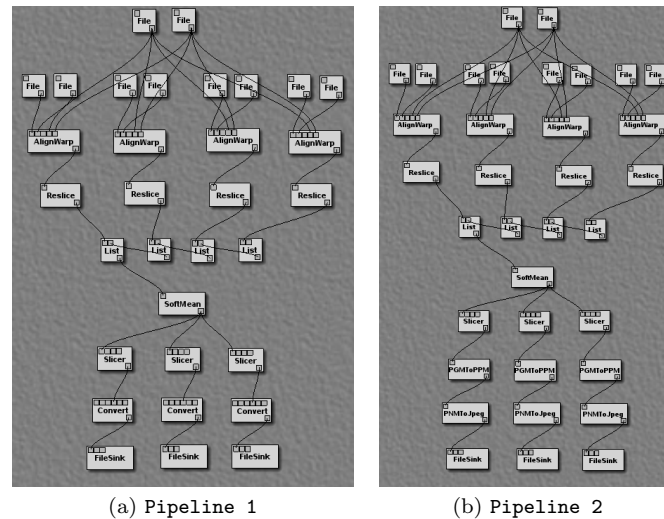 File File
File File File File File File File File
AlignWarp AlignWarp AlignWarp AlignWarp
Reslice Reslice Reslice Reslice
List List List List
SoftMean
Slicer Slicer Slicer
Convert Convert Convert
FileSink FileSink FileSink
(a) Pipeline 1
File File
File File File File File File File File
AlignWarp AlignWarp AlignWarp AlignWarp
Reslice Reslice Reslice Reslice
List List List List
SoftMean
Slicer Slicer Slicer
PGMToPPM PGMToPPM PGMToPPM
PNMToJpeg PNMToJpeg PNMToJpeg
FileSink FileSink FileSink
(b) Pipeline 2